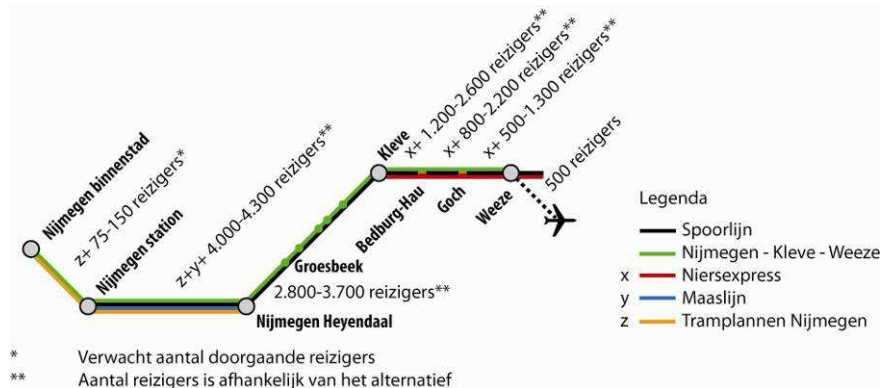 Nijmegen binnenstad
z+ 75-150 reizigers*
Nijmegen station
z+y+ 4.000-4.300 reizigers**
Groesbeek
2.800-3.700 reizigers**
Nijmegen Heyendaal
Kleve
x+ 1.200-2.600 reizigers**
Bedburg-Hau
x+ 800-2.200 reizigers**
Goch
x+ 500-1.300 reizigers**
Weeze
500 reizigers
Legenda
Spoorlijn
Nijmegen - Kleve - Weeze
x Niersexpress
y Maaslijn
z Tramplannen Nijmegen
* Verwacht aantal doorgaande reizigers
** Aantal reizigers is afhankelijk van het alternatief